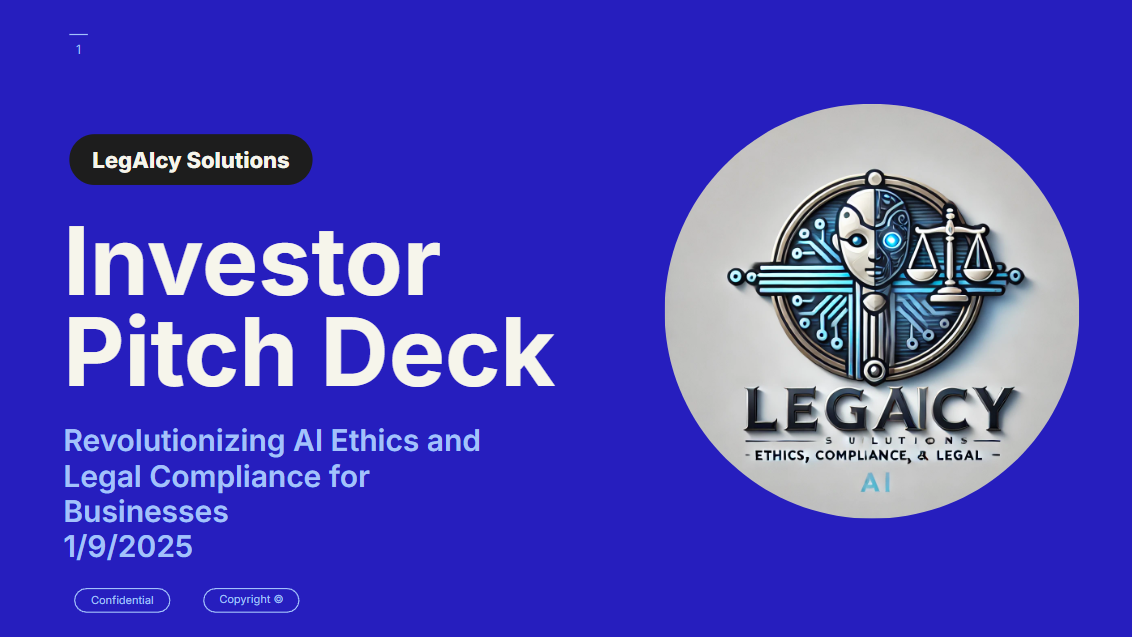 1
LegAIcy Solutions
Investor
Pitch Deck
Revolutionizing AI Ethics and
Legal Compliance for
Businesses
1/9/2025
Confidential
Copyright ©
LEGAICY
SULUTIONS
- ETHICS, COMPLIANCE, & LEGAL -
AI